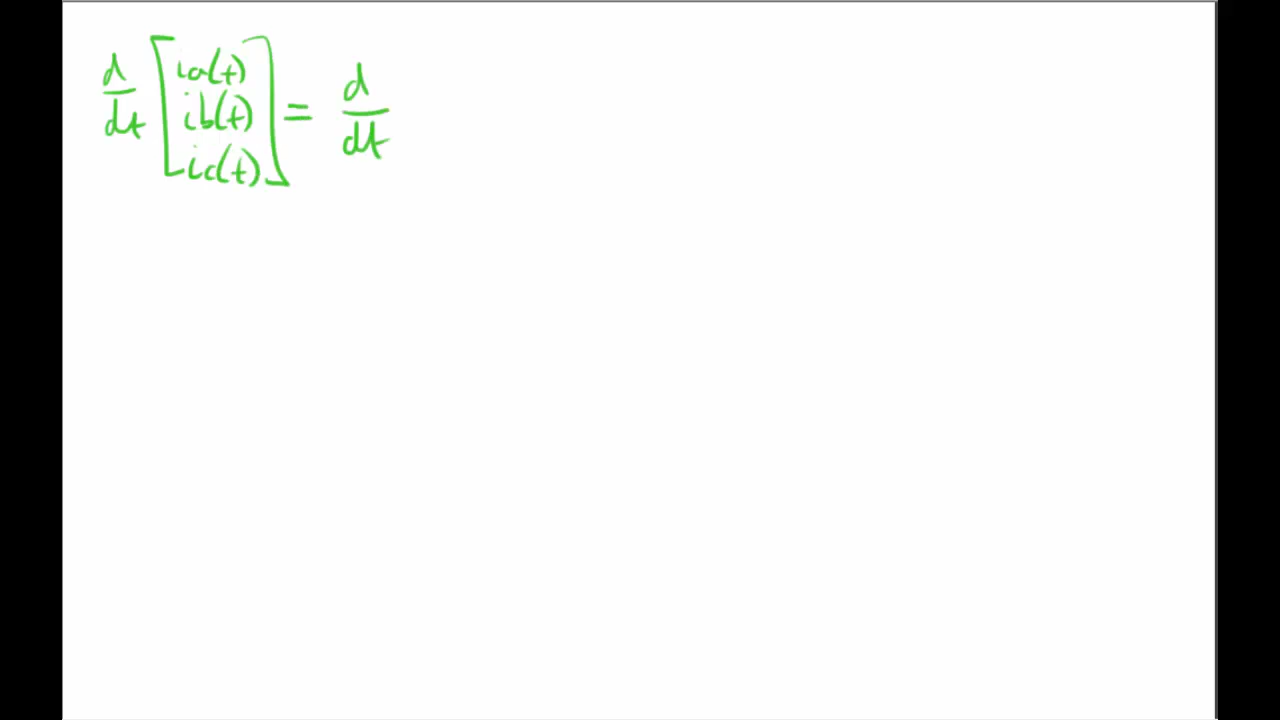 d/dt [ia(t)
ib(t)
ic(t)] = d/dt